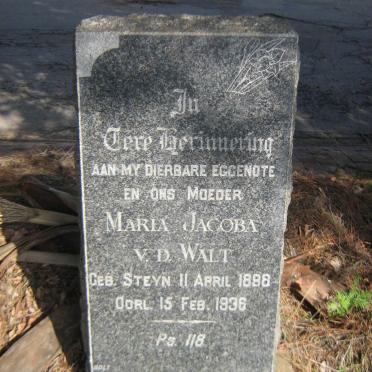 In
Tere Herinnering
AAN MY DIERBARE EGGENOTE
EN ONS MOEDER
MARIA JACOBA
V.D. WALT
GEB. STEYN 11 APRIL 1898
OORL. 15 FEB. 1936
PS. 118